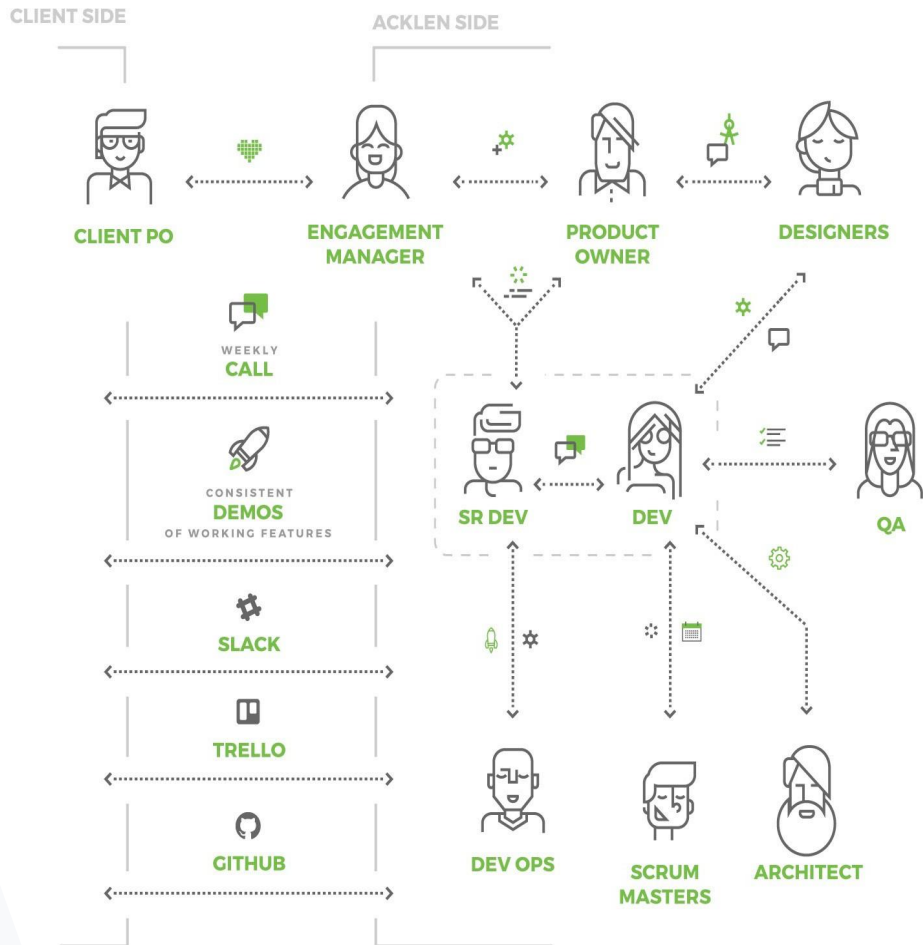 CLIENT SIDE
ACKLEN SIDE
CLIENT PO
ENGAGEMENT
MANAGER
PRODUCT
OWNER
DESIGNERS
WEEKLY
CALL
CONSISTENT
DEMOS
OF WORKING FEATURES
SLACK
TRELLO
GITHUB
SR DEV
DEV
QA
DEV OPS
SCRUM
MASTERS
ARCHITECT